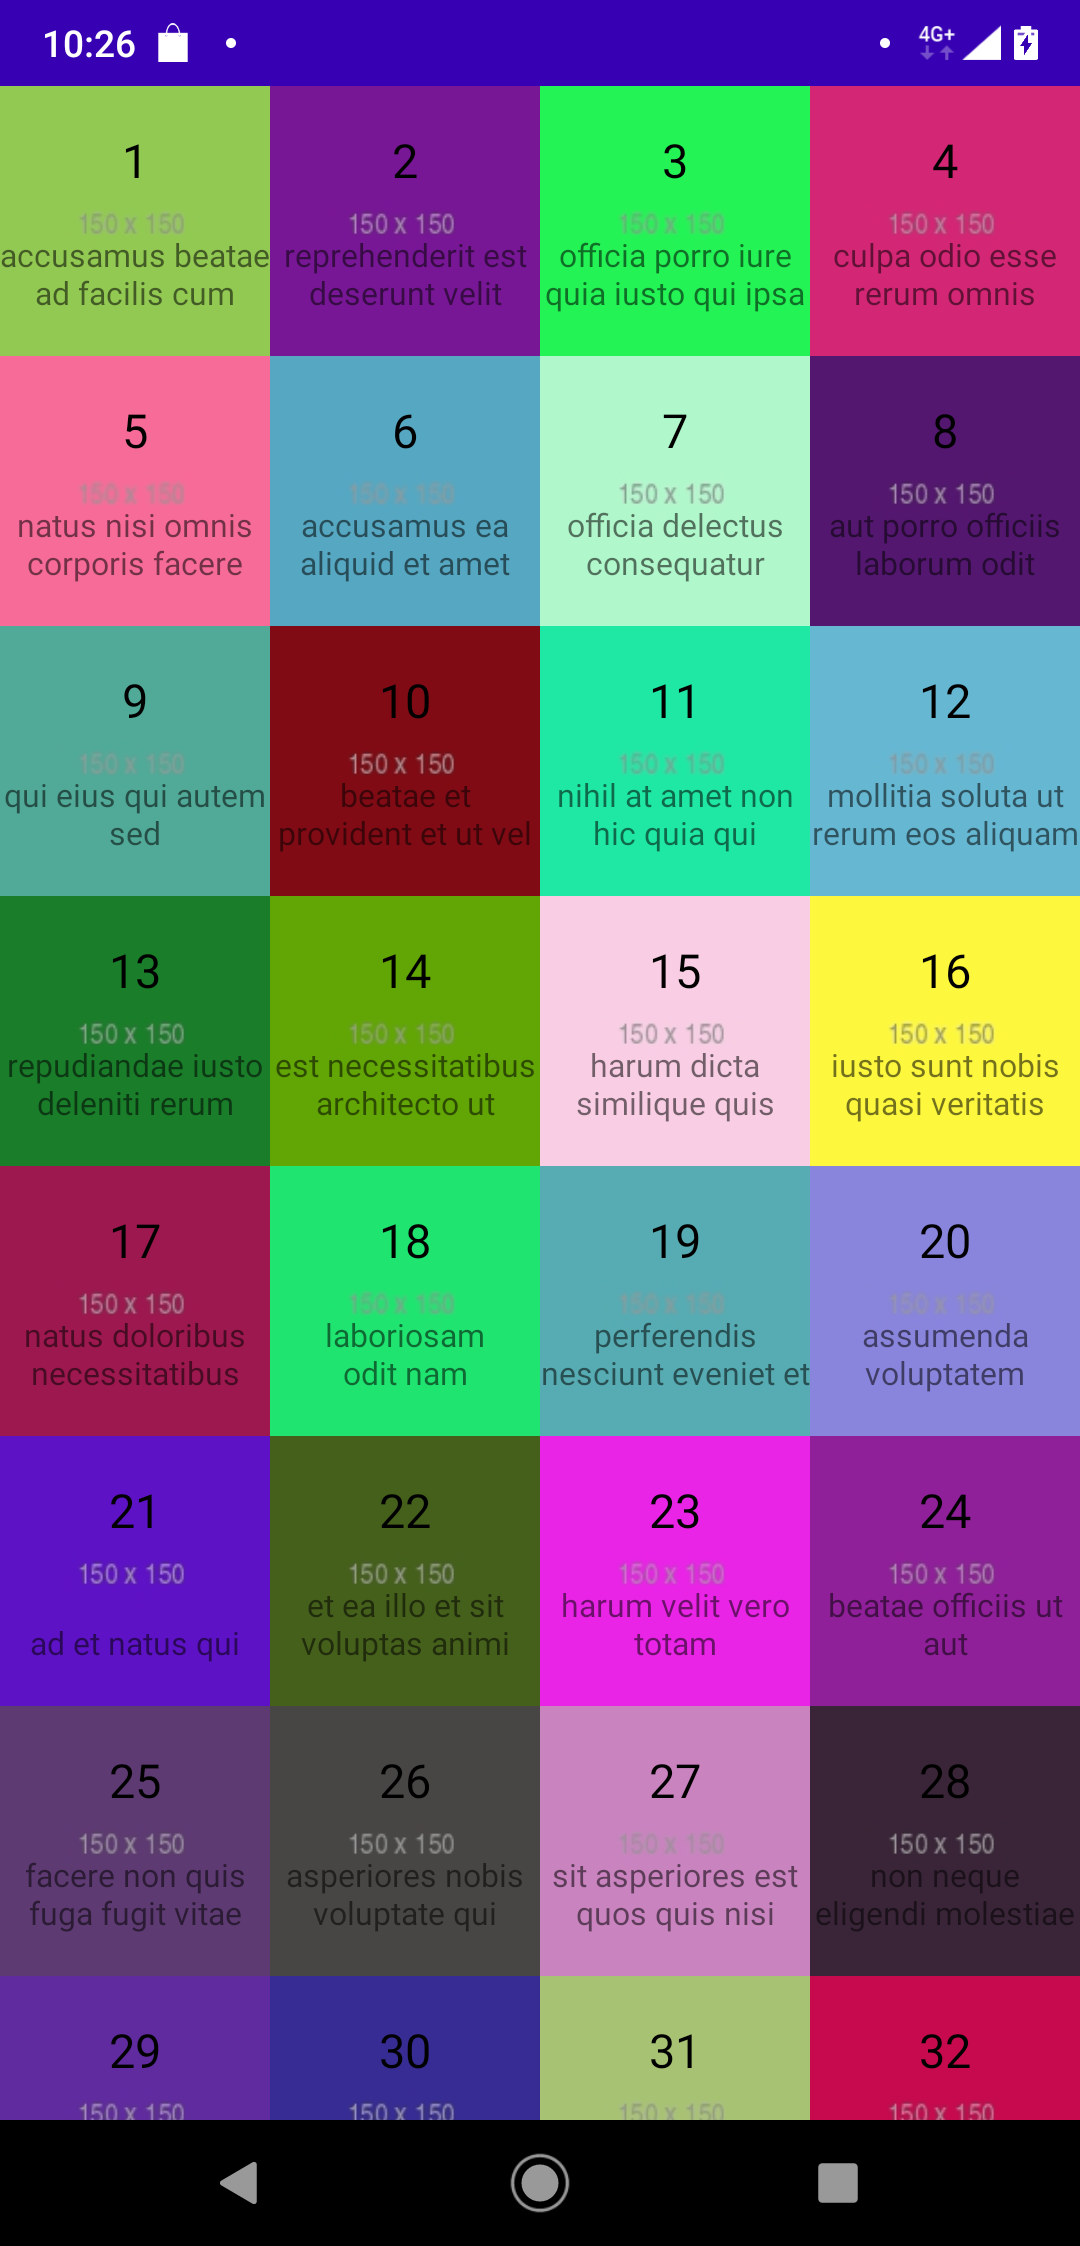 10:26
4G+
1
150 x 150
accusamus beatae
ad facilis cum
2
150 x 150
reprehenderit est
deserunt velit
3
150 x 150
officia porro iure
quia iusto qui ipsa
4
150 x 150
culpa odio esse
rerum omnis
5
150 x 150
natus nisi omnis
corporis facere
6
150 x 150
accusamus ea
aliquid et amet
7
150 x 150
officia delectus
consequatur
8
150 x 150
aut porro officiis
laborum odit
9
150 x 150
qui eius qui autem
sed
10
150 x 150
beatae et
provident et ut vel
11
150 x 150
nihil at amet non
hic quia qui
12
150 x 150
mollitia soluta ut
rerum eos aliquam
13
150 x 150
repudiandae iusto
deleniti rerum
14
150 x 150
est necessitatibus
architecto ut
15
150 x 150
harum dicta
similique quis
16
150 x 150
iusto sunt nobis
quasi veritatis
17
150 x 150
natus doloribus
necessitatibus
18
150 x 150
laboriosam
odit nam
19
150 x 150
perferendis
nesciunt eveniet et
20
150 x 150
assumenda
voluptatem
21
150 x 150
ad et natus qui
22
150 x 150
et ea illo et sit
voluptas animi
23
150 x 150
harum velit vero
totam
24
150 x 150
beatae officiis ut
aut
25
150 x 150
facere non quis
fuga fugit vitae
26
150 x 150
asperiores nobis
voluptate qui
27
150 x 150
sit asperiores est
quos quis nisi
28
150 x 150
non neque
eligendi molestiae
29
150 x 150
30
150 x 150
31
150 x 150
32
150 x 150